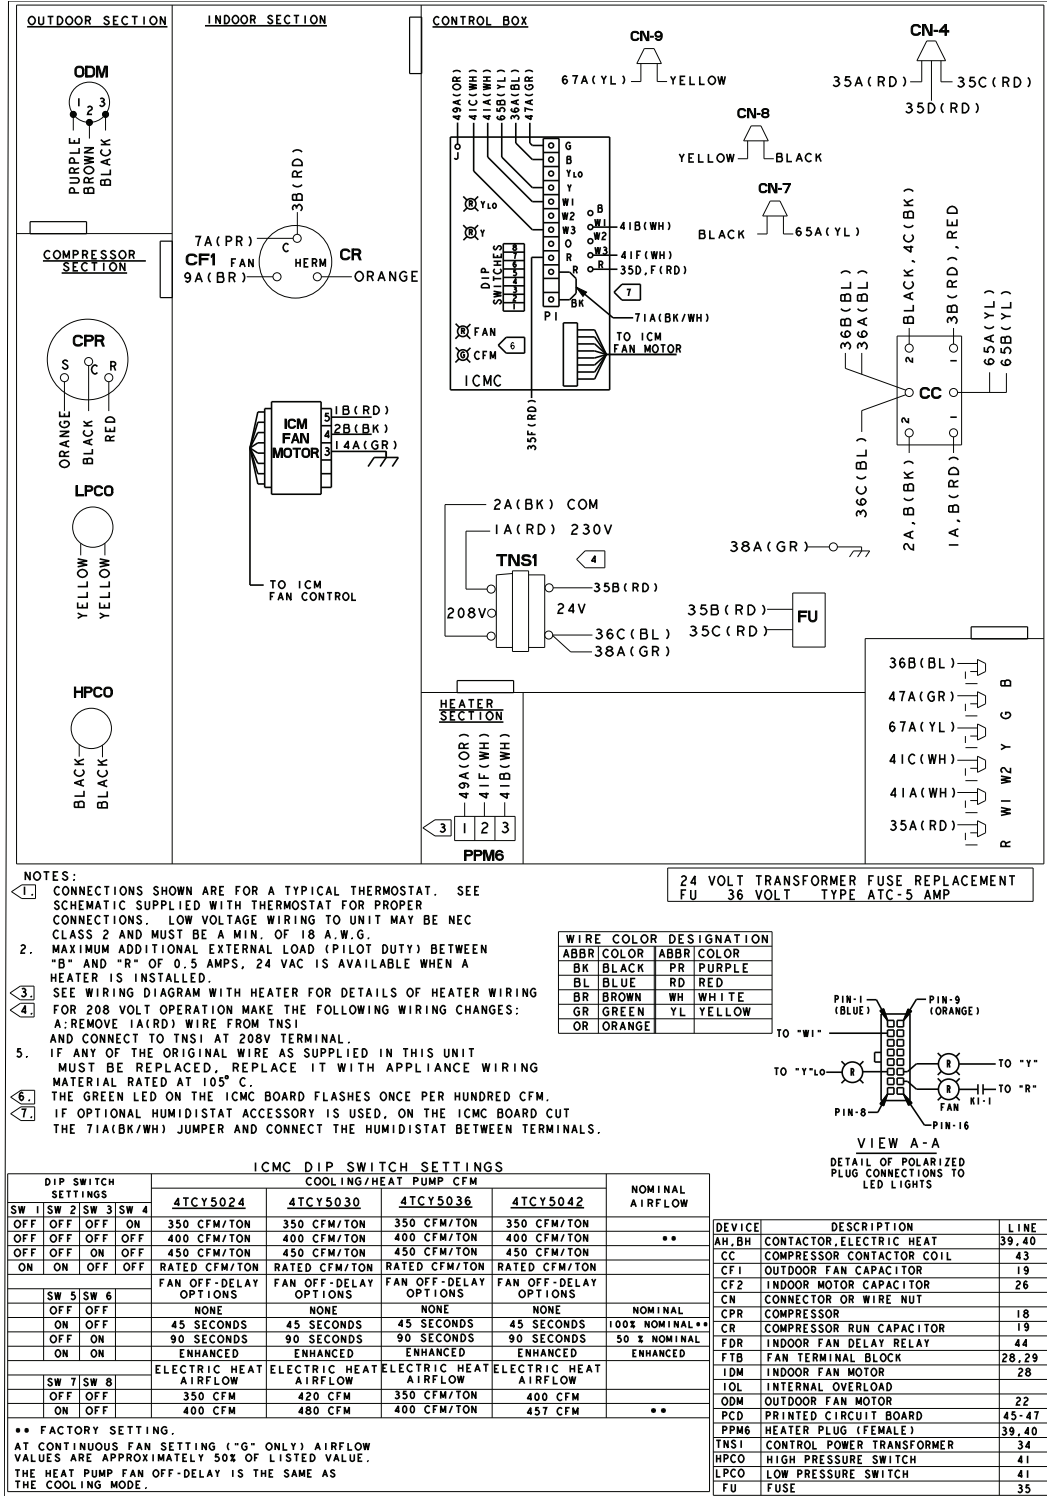 OUTDOOR SECTION
INDOOR SECTION
CONTROL BOX
ODM
1 2 3
PURPLE
BROWN
BLACK
COMPRESSOR
SECTION
CPR
S C R
ORANGE
BLACK
RED
LPCO
YELLOW
YELLOW
HPCO
BLACK
BLACK
3B(RD)
7A(PR)
C
CF1 FAN HERM CR
9A(BR)
ORANGE
ICM
FAN
MOTOR
5 1B(RD)
4 2B(BK)
3 14A(GR)
TO ICM
FAN CONTROL
49A(OR)
41C(WH)
41A(WH)
65B(YL)
36A(BL)
47A(GR)
J
G
B
YLO
Y
W1
W2
W3
O
R
R
BK
P1
B
W1 41B(WH)
W2
W3 41F(WH)
R 35D,F(RD)
7
71A(BK/WH)
R YLO
R Y
DIP
SWITCHES
8
7
6
5
4
3
2
1
R FAN
G CFM
6
ICMC
TO ICM
FAN MOTOR
35F(RD)
CN-9
67A(YL) YELLOW
CN-4
35A(RD) 35C(RD)
35D(RD)
CN-8
YELLOW BLACK
CN-7
BLACK 65A(YL)
36B(BL)
36A(BL)
BLACK,4C(BK)
3B(RD),RED
65A(YL)
65B(YL)
2 1
CC
2 1
36C(BL)
2A,B(BK)
1A,B(RD)
2A(BK) COM
1A(RD) 230V
TNS1
4
35B(RD)
208V 24V
36C(BL)
38A(GR)
38A(GR)
35B(RD)
35C(RD)
FU
36B(BL) B
47A(GR) G
67A(YL) Y
41C(WH) W2
41A(WH) W1
35A(RD) R
HEATER
SECTION
49A(OR)
41F(WH)
41B(WH)
3 1 2 3
PPM6
NOTES:
1. CONNECTIONS SHOWN ARE FOR A TYPICAL THERMOSTAT. SEE
SCHEMATIC SUPPLIED WITH THERMOSTAT FOR PROPER
CONNECTIONS. LOW VOLTAGE WIRING TO UNIT MAY BE NEC
CLASS 2 AND MUST BE A MIN. OF 18 A.W.G.
2. MAXIMUM ADDITIONAL EXTERNAL LOAD (PILOT DUTY) BETWEEN
"B" AND "R" OF 0.5 AMPS, 24 VAC IS AVAILABLE WHEN A
HEATER IS INSTALLED.
3. SEE WIRING DIAGRAM WITH HEATER FOR DETAILS OF HEATER WIRING
4. FOR 208 VOLT OPERATION MAKE THE FOLLOWING WIRING CHANGES:
A:REMOVE 1A(RD) WIRE FROM TNS1
AND CONNECT TO TNS1 AT 208V TERMINAL.
5. IF ANY OF THE ORIGINAL WIRE AS SUPPLIED IN THIS UNIT
MUST BE REPLACED, REPLACE IT WITH APPLIANCE WIRING
MATERIAL RATED AT 105° C.
6. THE GREEN LED ON THE ICMC BOARD FLASHES ONCE PER HUNDRED CFM.
7. IF OPTIONAL HUMIDISTAT ACCESSORY IS USED, ON THE ICMC BOARD CUT
THE 71A(BK/WH) JUMPER AND CONNECT THE HUMIDISTAT BETWEEN TERMINALS.
24 VOLT TRANSFORMER FUSE REPLACEMENT
FU 36 VOLT TYPE ATC-5 AMP
WIRE COLOR DESIGNATION
ABBR COLOR ABBR COLOR
BK BLACK PR PURPLE
BL BLUE RD RED
BR BROWN WH WHITE
GR GREEN YL YELLOW
OR ORANGE
PIN-1
(BLUE)
PIN-9
(ORANGE)
TO "W1"
TO "Y"LO R
R TO "Y"
R TO "R"
FAN K1-1
PIN-8
PIN-16
VIEW A-A
DETAIL OF POLARIZED
PLUG CONNECTIONS TO
LED LIGHTS
ICMC DIP SWITCH SETTINGS
DIP SWITCH
SETTINGS
COOLING/HEAT PUMP CFM
NOMINAL
AIRFLOW
4TCY5024 4TCY5030 4TCY5036 4TCY5042
SW 1 SW 2 SW 3 SW 4
OFF OFF OFF ON 350 CFM/TON 350 CFM/TON 350 CFM/TON 350 CFM/TON
OFF OFF OFF OFF 400 CFM/TON 400 CFM/TON 400 CFM/TON 400 CFM/TON **
OFF OFF ON OFF 450 CFM/TON 450 CFM/TON 450 CFM/TON 450 CFM/TON
ON ON OFF OFF RATED CFM/TON RATED CFM/TON RATED CFM/TON RATED CFM/TON
FAN OFF-DELAY OPTIONS FAN OFF-DELAY OPTIONS FAN OFF-DELAY OPTIONS FAN OFF-DELAY OPTIONS
SW 5 SW 6
OFF OFF NONE NONE NONE NONE NOMINAL
ON OFF 45 SECONDS 45 SECONDS 45 SECONDS 45 SECONDS 100% NOMINAL**
OFF ON 90 SECONDS 90 SECONDS 90 SECONDS 90 SECONDS 50 % NOMINAL
ON ON ENHANCED ENHANCED ENHANCED ENHANCED ENHANCED
ELECTRIC HEAT AIRFLOW ELECTRIC HEAT AIRFLOW ELECTRIC HEAT AIRFLOW ELECTRIC HEAT AIRFLOW
SW 7 SW 8
OFF OFF 350 CFM 420 CFM 350 CFM/TON 400 CFM
ON OFF 400 CFM 480 CFM 400 CFM/TON 457 CFM **
** FACTORY SETTING.
AT CONTINUOUS FAN SETTING ("G" ONLY) AIRFLOW
VALUES ARE APPROXIMATELY 50% OF LISTED VALUE.
THE HEAT PUMP FAN OFF-DELAY IS THE SAME AS
THE COOLING MODE.
DEVICE DESCRIPTION LINE
AH,BH CONTACTOR,ELECTRIC HEAT 39,40
CC COMPRESSOR CONTACTOR COIL 43
CF1 OUTDOOR FAN CAPACITOR 19
CF2 INDOOR MOTOR CAPACITOR 26
CN CONNECTOR OR WIRE NUT
CPR COMPRESSOR 18
CR COMPRESSOR RUN CAPACITOR 19
FDR INDOOR FAN DELAY RELAY 44
FTB FAN TERMINAL BLOCK 28,29
IDM INDOOR FAN MOTOR 28
IOL INTERNAL OVERLOAD
ODM OUTDOOR FAN MOTOR 22
PCD PRINTED CIRCUIT BOARD 45-47
PPM6 HEATER PLUG (FEMALE) 39,40
TNS1 CONTROL POWER TRANSFORMER 34
HPCO HIGH PRESSURE SWITCH 41
LPCO LOW PRESSURE SWITCH 41
FU FUSE 35